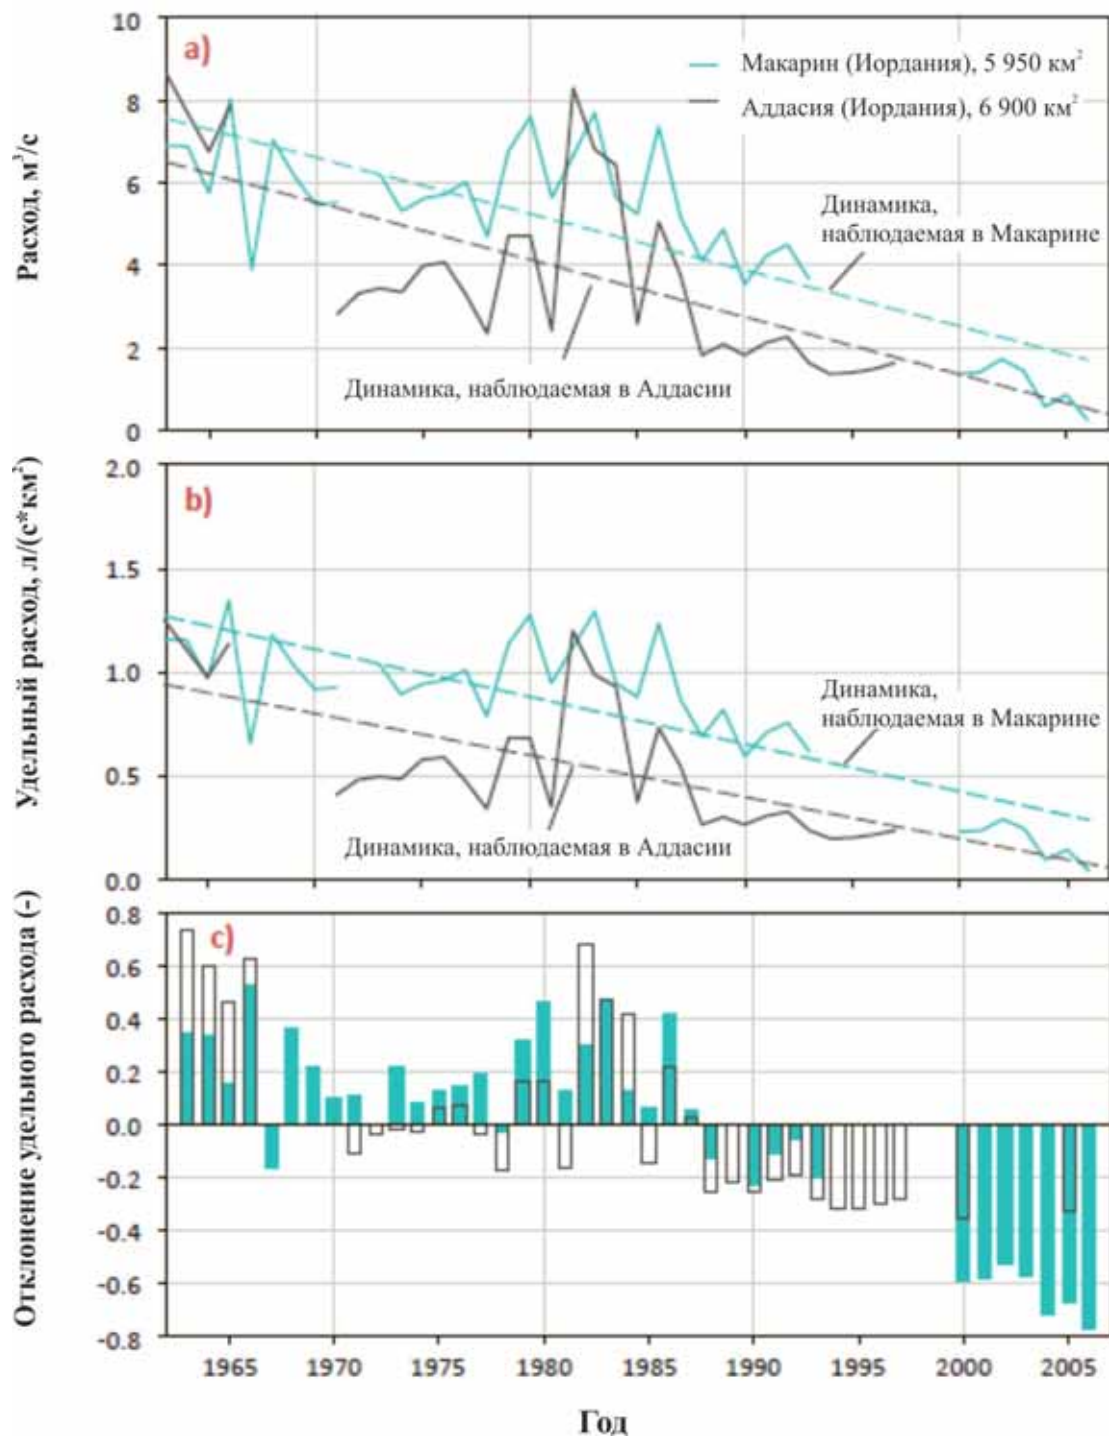 10
8
6
4
2
0
Расход, м³/с
a)
Макарин (Иордания), 5 950 км²
Аддасия (Иордания), 6 900 км²
Динамика,
наблюдаемая в Макарине
Динамика, наблюдаемая в Аддасии
2.0
1.5
1.0
0.5
0.0
Удельный расход, л/(с*км²)
b)
Динамика,
наблюдаемая в Макарине
Динамика, наблюдаемая в Аддасии
0.8
0.6
0.4
0.2
0.0
-0.2
-0.4
-0.6
-0.8
Отклонение удельного расхода (-)
c)
1965 1970 1975 1980 1985 1990 1995 2000 2005
Год